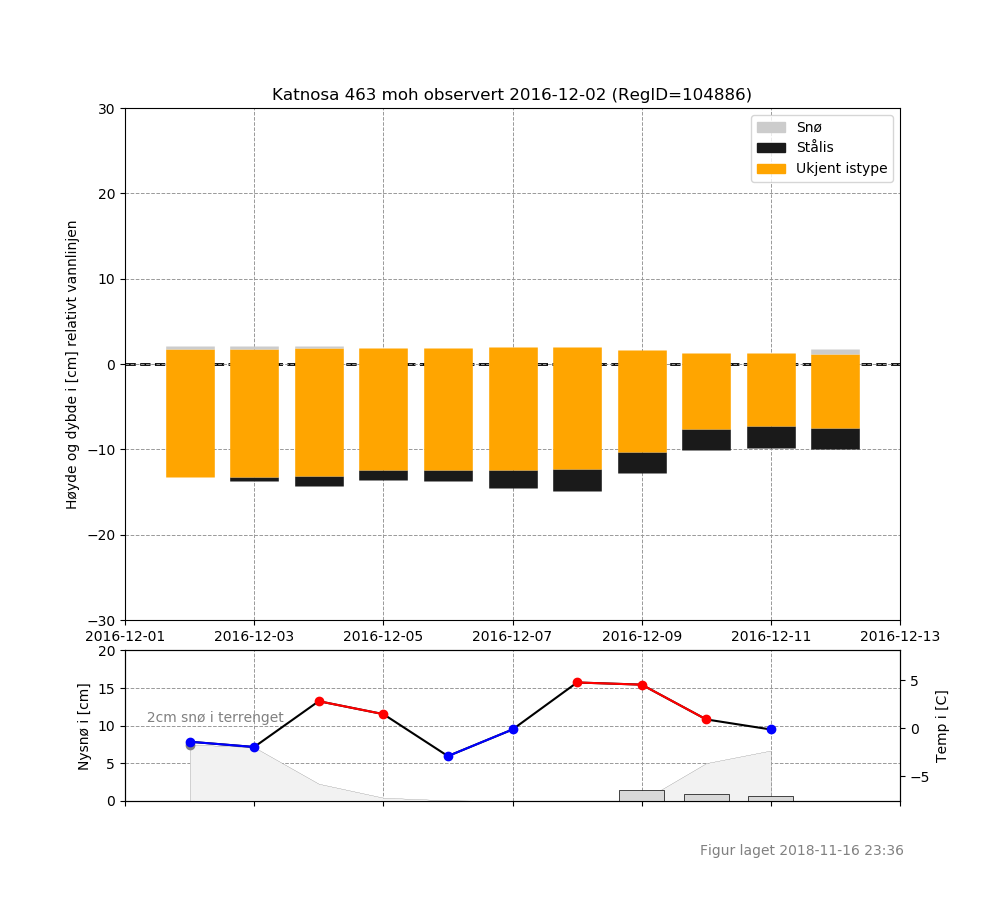 Katnosa 463 moh observert 2016-12-02 (RegID=104886)
Høyde og dybde i [cm] relativt vannlinjen
30
20
10
0
−10
−20
−30
Snø
Stålis
Ukjent istype
2016-12-01 2016-12-03 2016-12-05 2016-12-07 2016-12-09 2016-12-11 2016-12-13
Nysnø i [cm]
20
15
10
5
0
2cm snø i terrenget
5
0
−5
Temp i [C]
Figur laget 2018-11-16 23:36